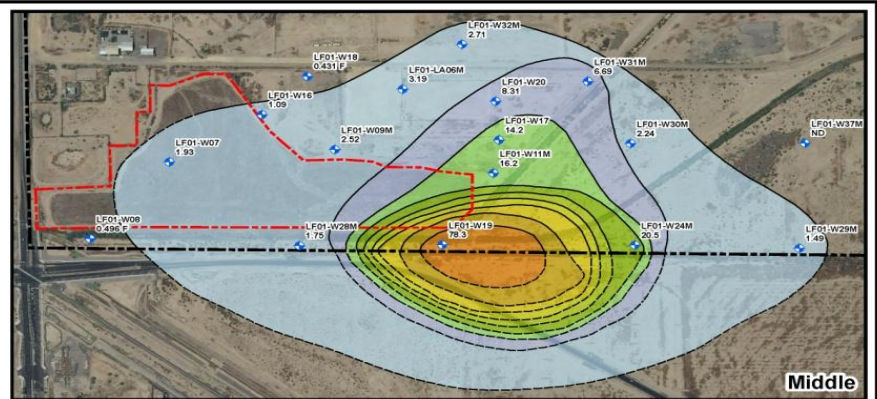 LF01-W32M
2.71
LF01-W18
0.431 F
LF01-W31M
6.69
LF01-LA06M
3.19
LF01-W20
8.31
LF01-W16
1.09
LF01-W17
14.2
LF01-W30M
2.24
LF01-W37M
ND
LF01-W09M
2.52
LF01-W07
1.93
LF01-W11M
16.2
LF01-W08
0.496 F
LF01-W28M
1.75
LF01-W19
78.3
LF01-W24M
20.5
LF01-W29M
1.49
Middle